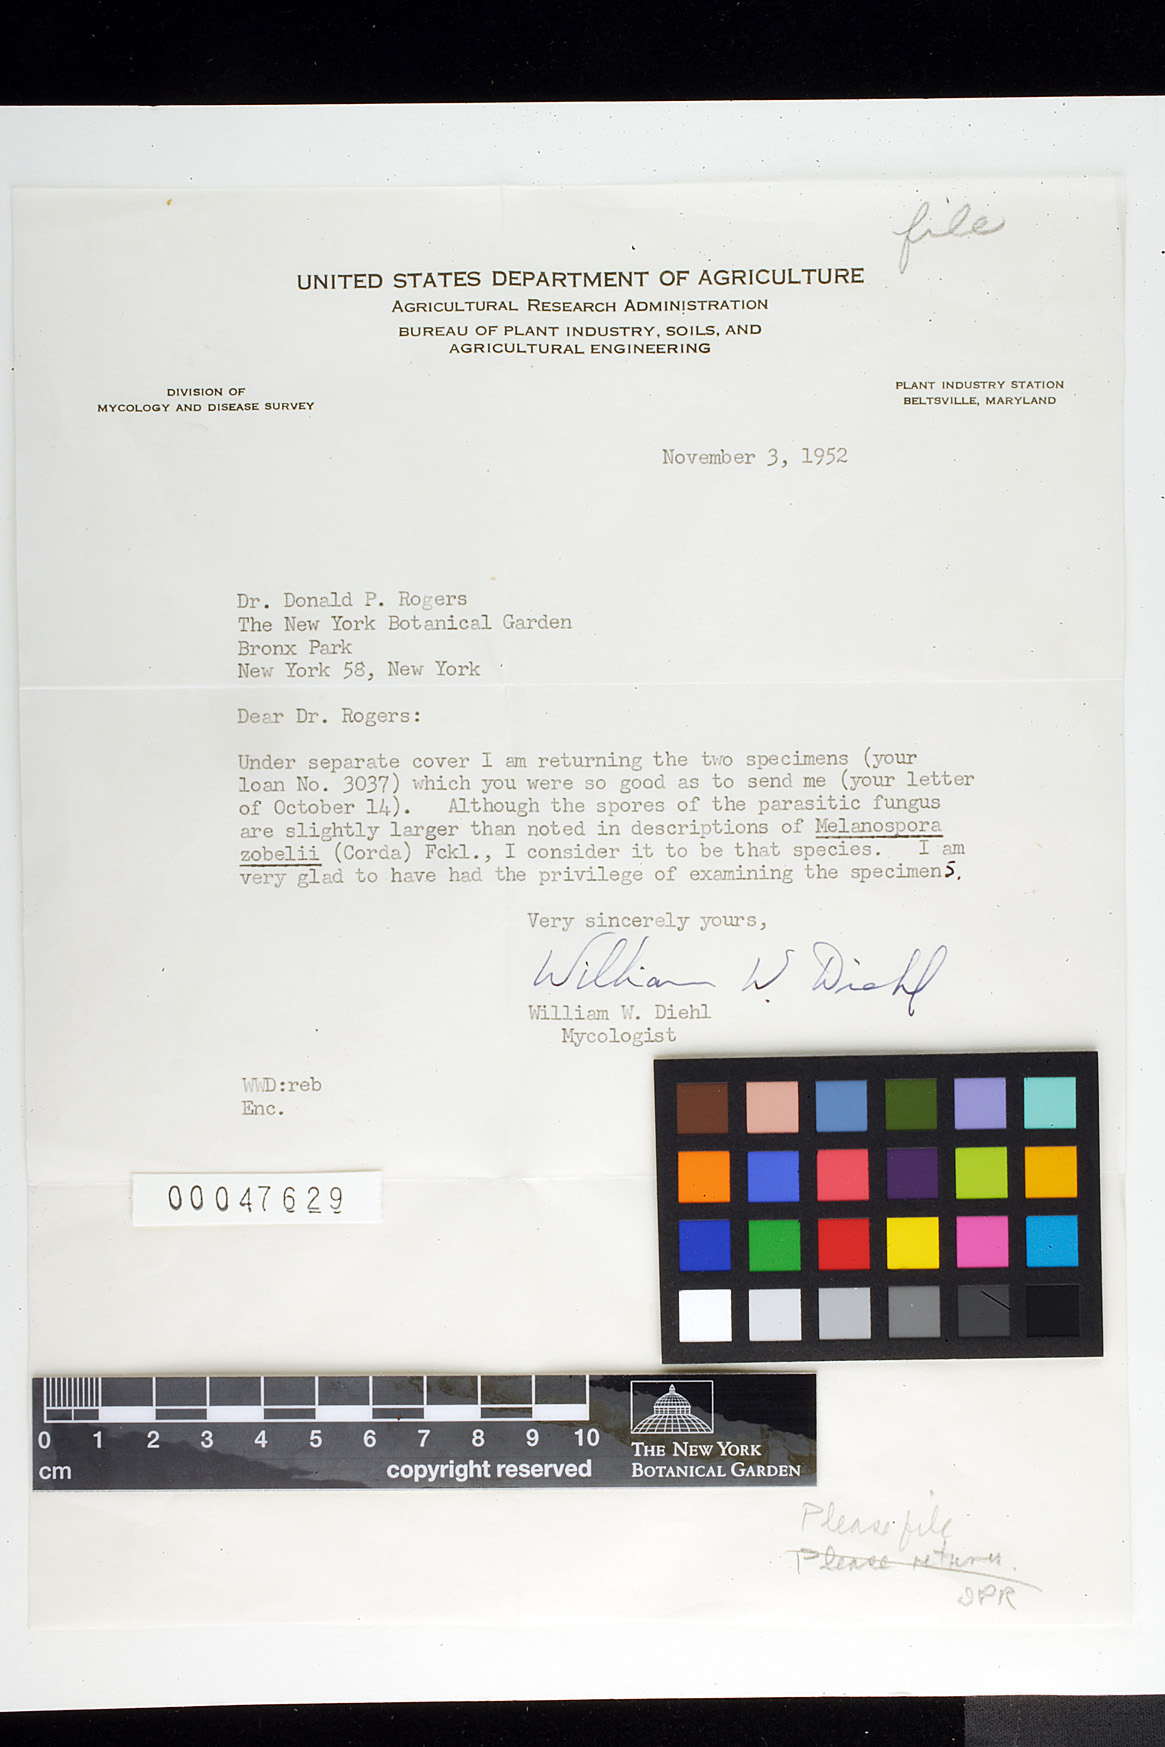 file
UNITED STATES DEPARTMENT OF AGRICULTURE
AGRICULTURAL RESEARCH ADMINISTRATION
BUREAU OF PLANT INDUSTRY, SOILS, AND
AGRICULTURAL ENGINEERING
DIVISION OF
MYCOLOGY AND DISEASE SURVEY
PLANT INDUSTRY STATION
BELTSVILLE, MARYLAND
November 3, 1952
Dr. Donald P. Rogers
The New York Botanical Garden
Bronx Park
New York 58, New York
Dear Dr. Rogers:
Under separate cover I am returning the two specimens (your
loan No. 3037) which you were so good as to send me (your letter
of October 14). Although the spores of the parasitic fungus
are slightly larger than noted in descriptions of Melanospora
zobelii (Corda) Fckl., I consider it to be that species. I am
very glad to have had the privilege of examining the specimens.
Very sincerely yours,
William W. Diehl
William W. Diehl
Mycologist
WWD:reb
Enc.
00047629
0 1 2 3 4 5 6 7 8 9 10
cm
copyright reserved
THE NEW YORK
BOTANICAL GARDEN
Please file
Please return.
DPR